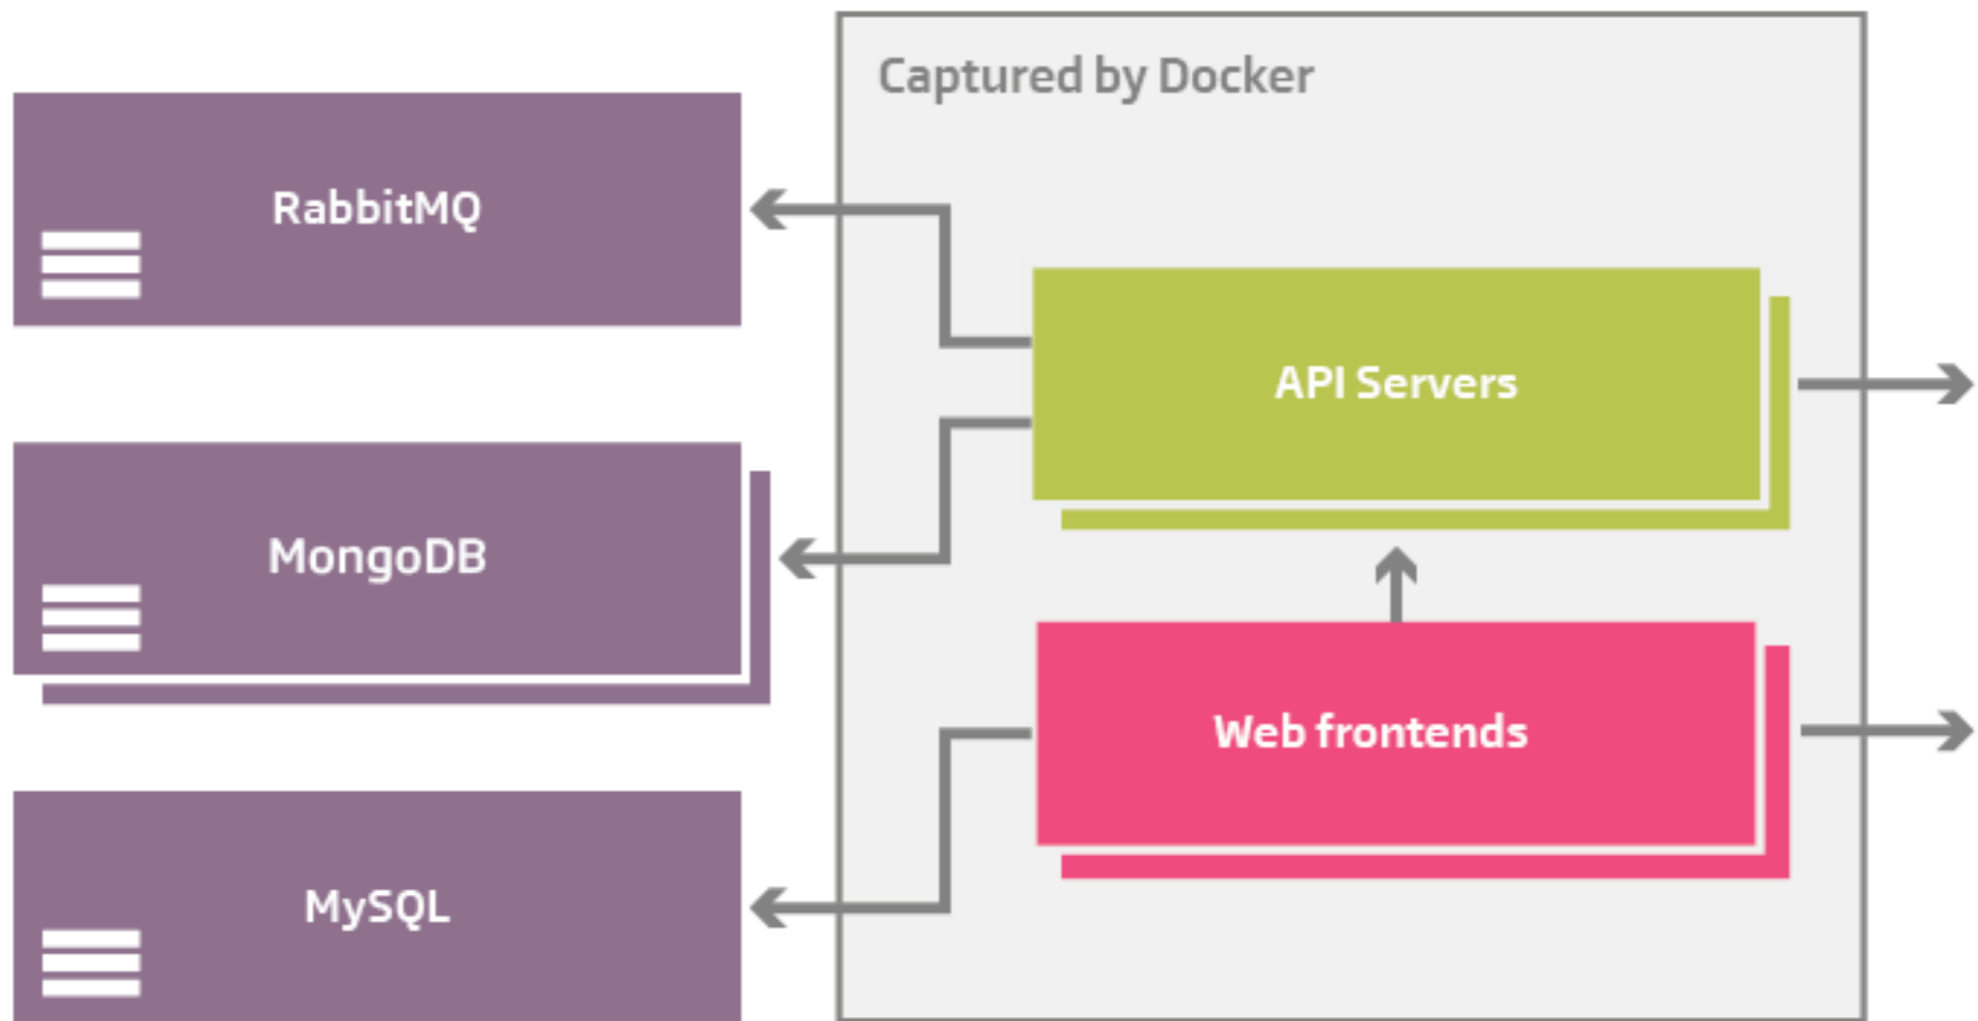 Captured by Docker
RabbitMQ
API Servers
MongoDB
Web frontends
MySQL